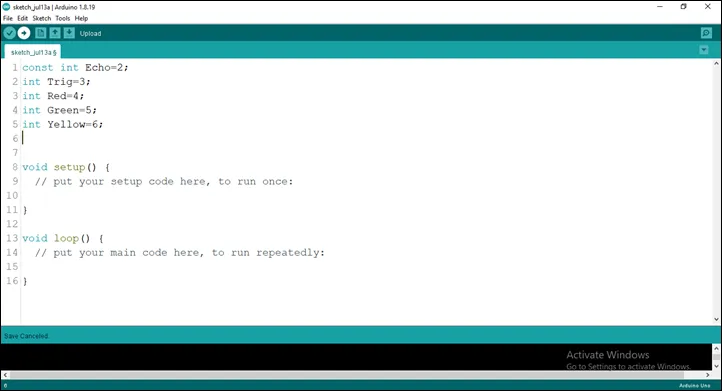 sketch_jul13a | Arduino 1.8.19
File Edit Sketch Tools Help
Upload
sketch_jul13a §
1 const int Echo=2;
2 int Trig=3;
3 int Red=4;
4 int Green=5;
5 int Yellow=6;
6
7
8 void setup() {
9 // put your setup code here, to run once:
10
11 }
12
13 void loop() {
14 // put your main code here, to run repeatedly:
15
16 }
Save Canceled.
Activate Windows
Go to Settings to activate Windows.
6 Arduino Uno